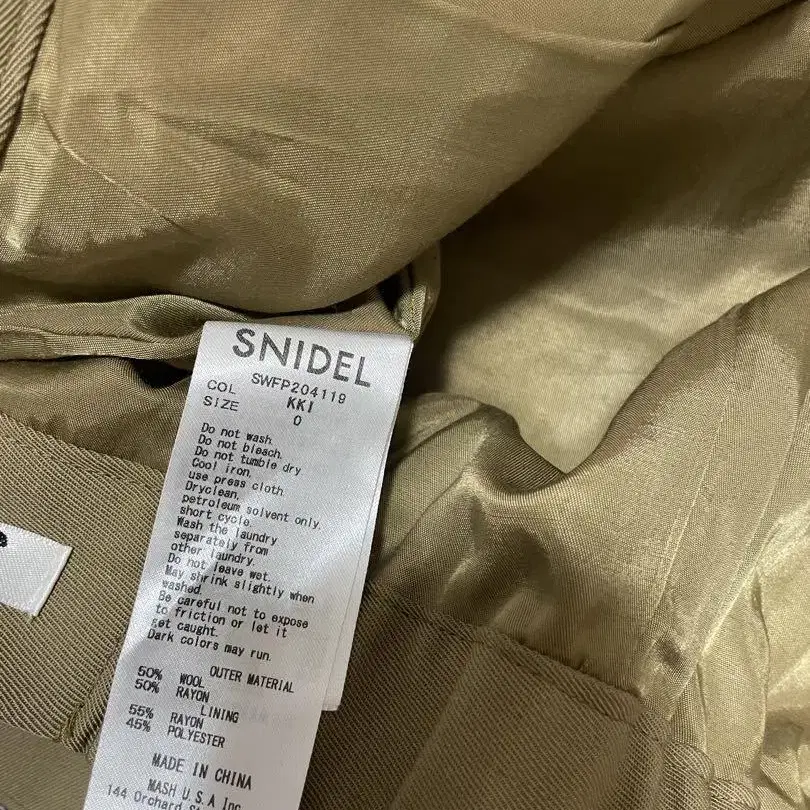 SNIDEL
SWFP204119
COL KKI
SIZE 0
Do not wash.
Do not bleach.
Do not tumble dry
Cool iron.
use press cloth.
Dryclean,
petroleum solvent only.
short cycle.
Wash the laundry
separately from
other laundry.
Do not leave wet.
May shrink slightly when
washed.
Be careful not to expose
to friction or let it
get caught.
Dark colors may run.
OUTER MATERIAL
50% WOOL
50% RAYON
LINING
55% RAYON
45% POLYESTER
MADE IN CHINA
MASH U.S.A Inc.
144 Orchard